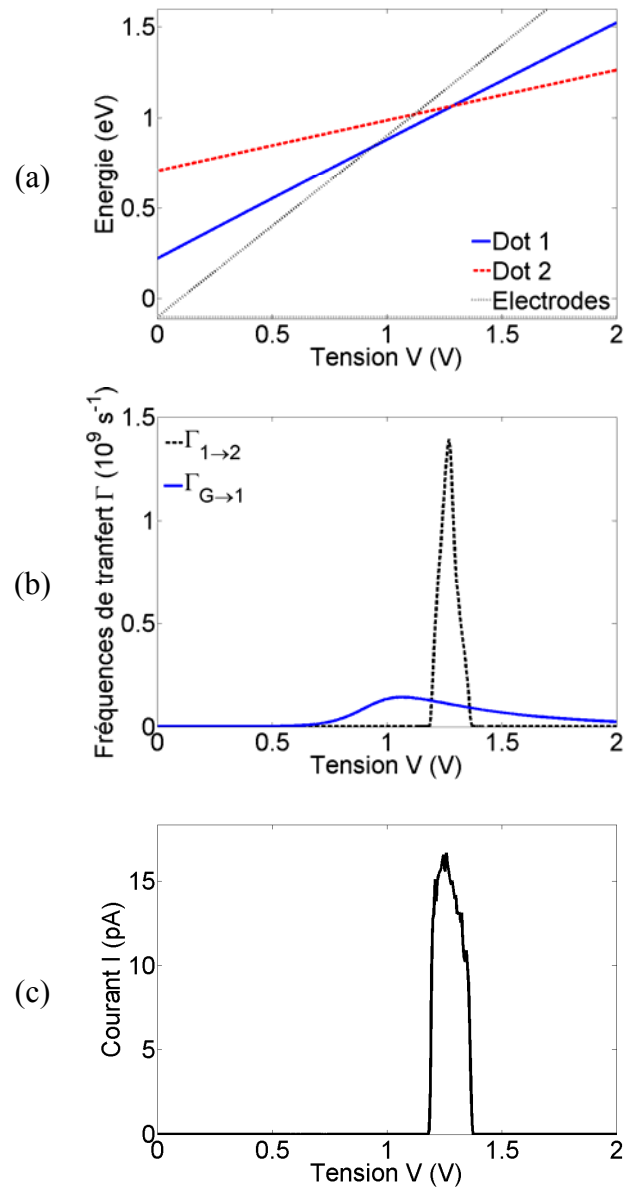 (a)
Energie (eV)
1.5
1
0.5
0
Dot 1
Dot 2
Electrodes
0 0.5 1 1.5 2
Tension V (V)
(b)
Fréquences de tranfert Γ (10⁹ s⁻¹)
1.5
1
0.5
0
Γ₁→₂
Γ_G→1
0 0.5 1 1.5 2
Tension V (V)
(c)
Courant I (pA)
15
10
5
0
0 0.5 1 1.5 2
Tension V (V)